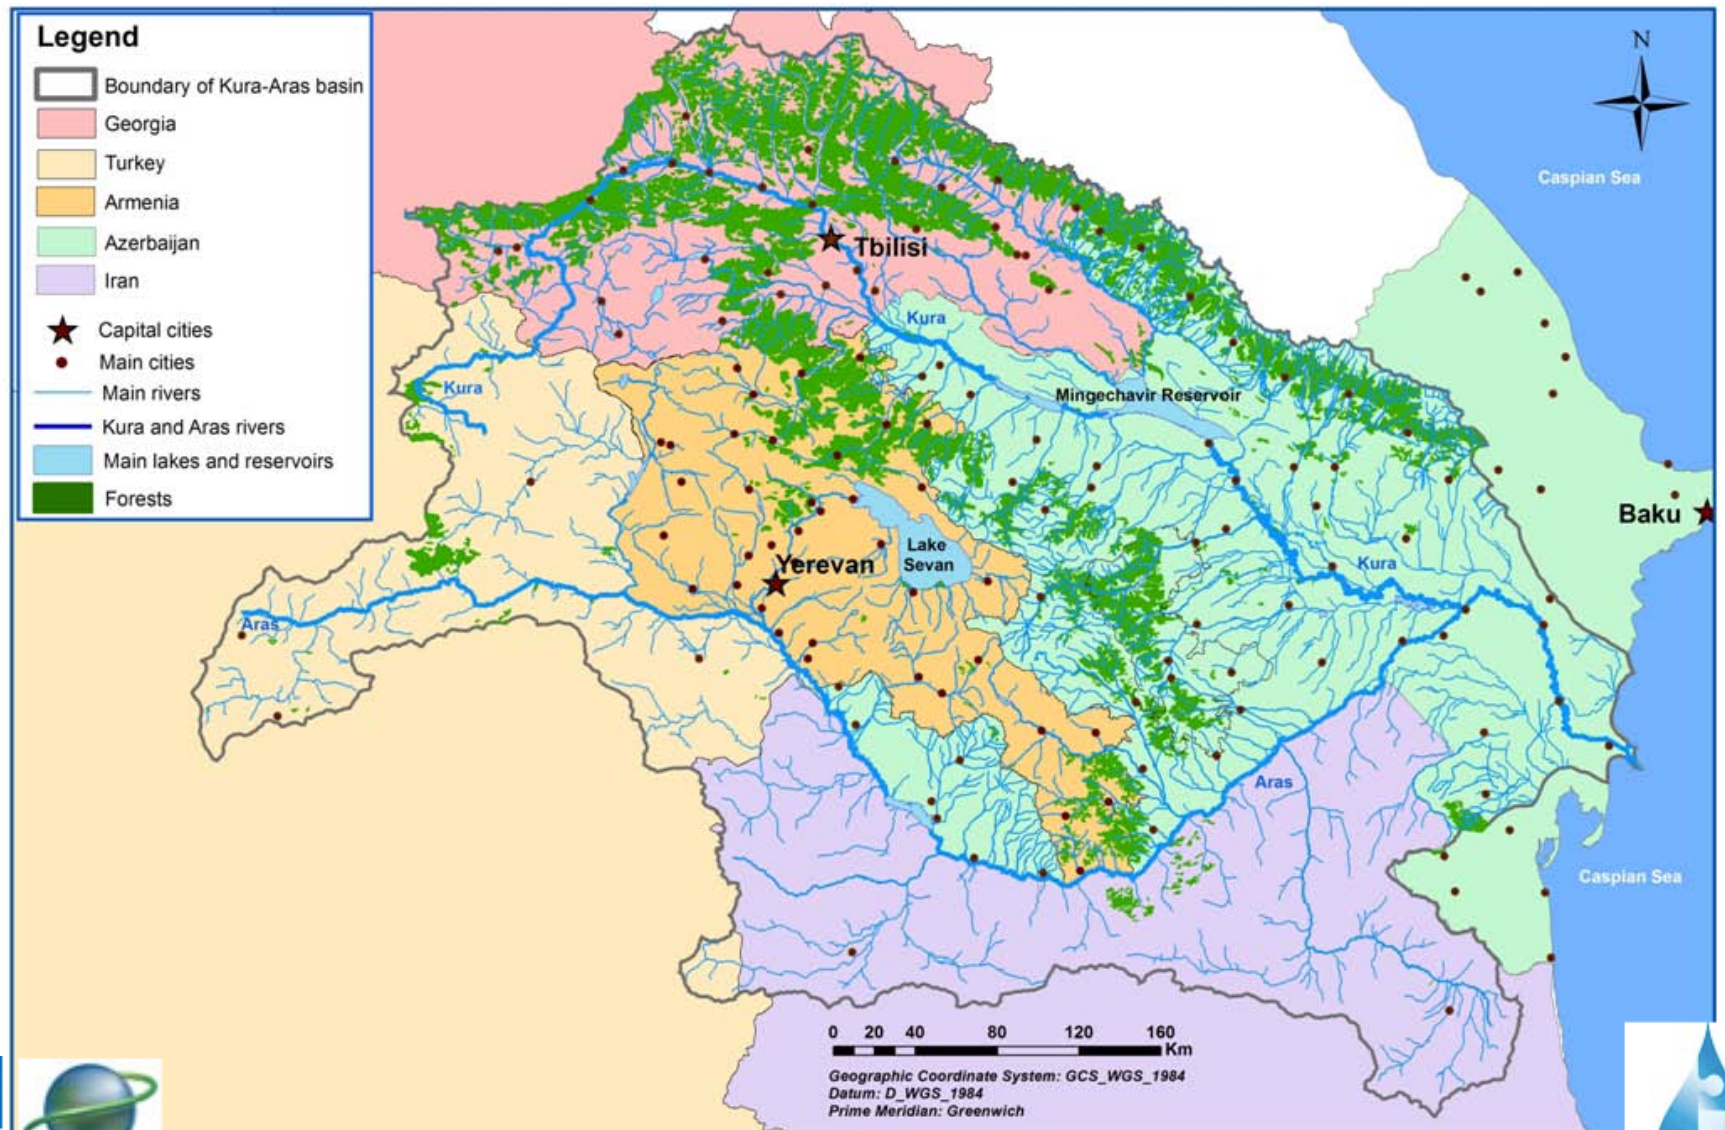 Legend
Boundary of Kura-Aras basin
Georgia
Turkey
Armenia
Azerbaijan
Iran
Capital cities
Main cities
Main rivers
Kura and Aras rivers
Main lakes and reservoirs
Forests
N
Caspian Sea
Tbilisi
Kura
Kura
Mingechavir Reservoir
Baku
Lake
Sevan
Yerevan
Kura
Aras
Aras
Caspian Sea
0 20 40 80 120 160
Km
Geographic Coordinate System: GCS_WGS_1984
Datum: D_WGS_1984
Prime Meridian: Greenwich